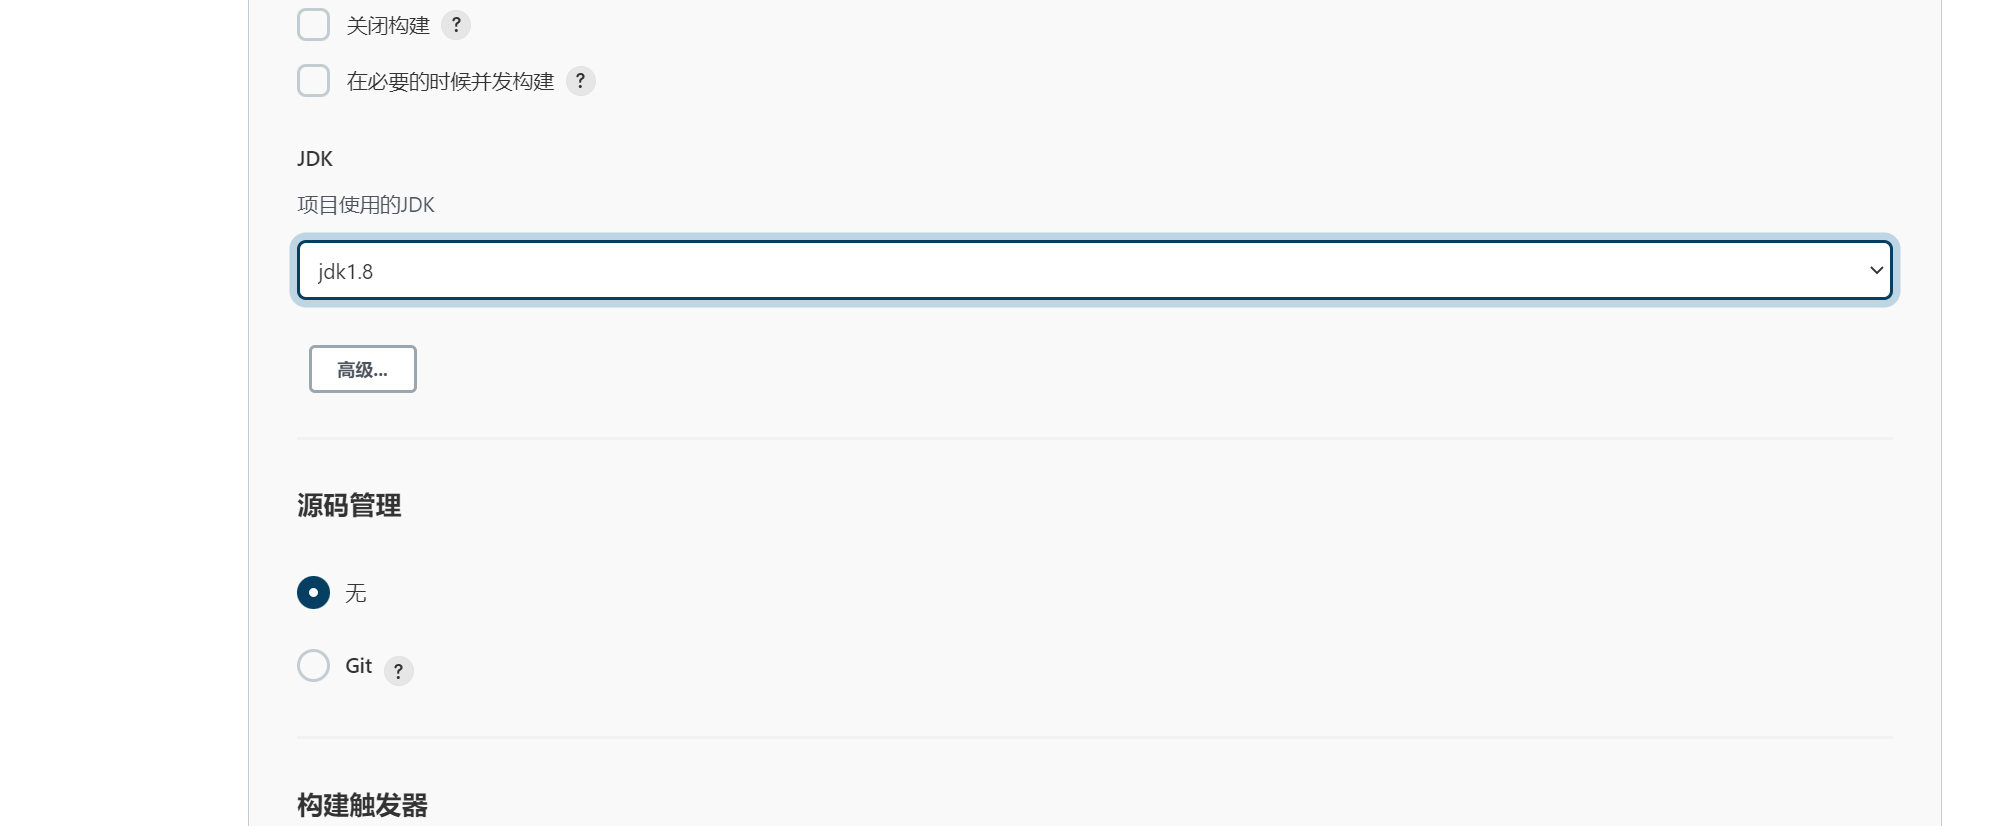 关闭构建 ?
在必要的时候并发构建 ?
JDK
项目使用的JDK
jdk1.8
高级...
源码管理
无
Git ?
构建触发器